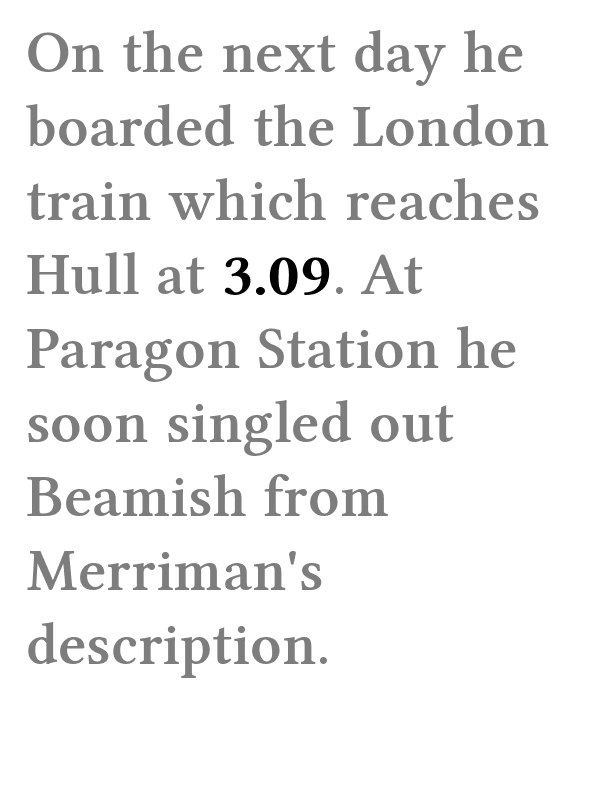 On the next day he
boarded the London
train which reaches
Hull at 3.09. At
Paragon Station he
soon singled out
Beamish from
Merriman's
description.